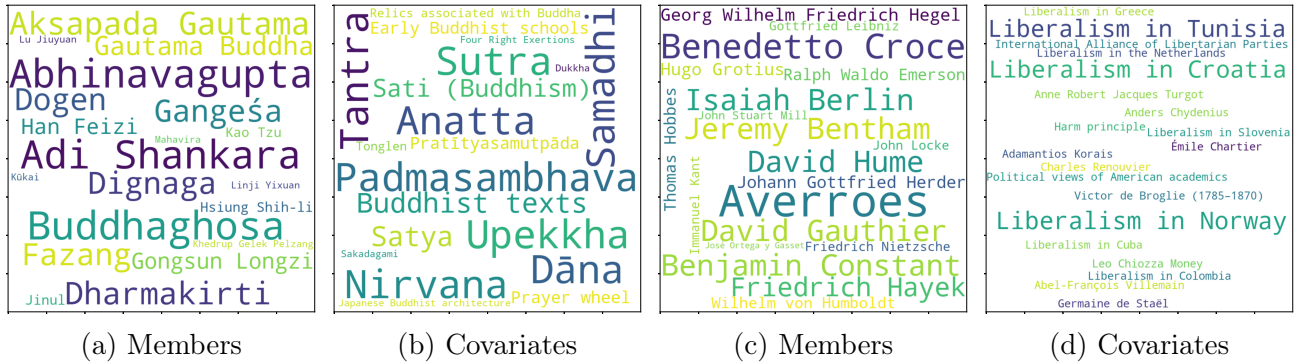 Aksapada Gautama
Lu Jiuyuan
Gautama Buddha
Abhinavagupta
Dogen
Gangeśa
Han Feizi
Kao Tzu
Mahavira
Adi Shankara
Kūkai
Dignaga
Linji Yixuan
Hsiung Shih-li
Buddhaghosa
Khedrup Gelek Pelzang
Fazang
Gongsun Longzi
Jinul
Dharmakirti
(a) Members
Relics associated with Buddha
Early Buddhist schools
Tantra
Four Right Exertions
Sutra
Dukkha
Samadhi
Sati (Buddhism)
Anatta
Tonglen
Pratītyasamutpāda
Padmasambhava
Buddhist texts
Satya
Upekkha
Sakadagami
Dāna
Nirvana
Prayer wheel
Japanese Buddhist architecture
(b) Covariates
Georg Wilhelm Friedrich Hegel
Gottfried Leibniz
Benedetto Croce
Hugo Grotius
Ralph Waldo Emerson
Thomas Hobbes
Isaiah Berlin
John Stuart Mill
Jeremy Bentham
John Locke
David Hume
Immanuel Kant
Johann Gottfried Herder
Averroes
David Gauthier
José Ortega y Gasset
Friedrich Nietzsche
Benjamin Constant
Friedrich Hayek
Wilhelm von Humboldt
(c) Members
Liberalism in Greece
Liberalism in Tunisia
International Alliance of Libertarian Parties
Liberalism in the Netherlands
Liberalism in Croatia
Anne Robert Jacques Turgot
Anders Chydenius
Harm principle
Liberalism in Slovenia
Émile Chartier
Adamantios Korais
Charles Renouvier
Political views of American academics
Victor de Broglie (1785–1870)
Liberalism in Norway
Liberalism in Cuba
Leo Chiozza Money
Liberalism in Colombia
Abel-François Villemain
Germaine de Staël
(d) Covariates